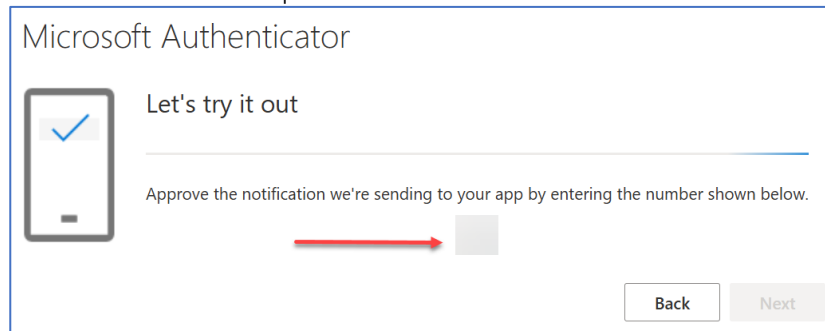 Microsoft Authenticator
Let's try it out
Approve the notification we're sending to your app by entering the number shown below.
Back
Next